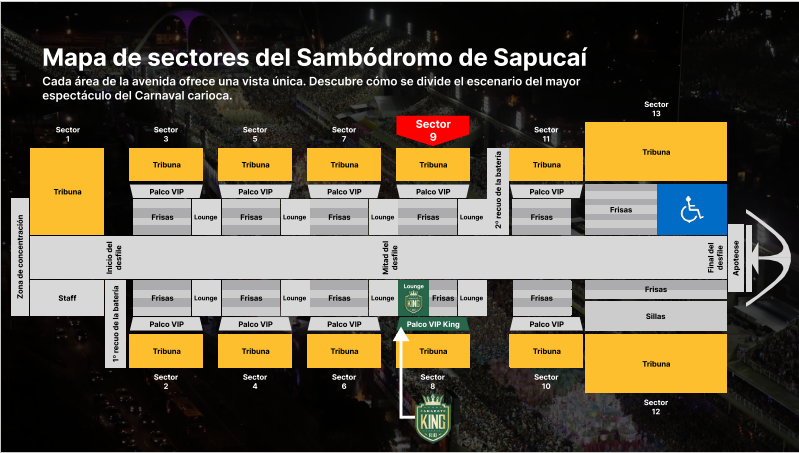 Mapa de sectores del Sambódromo de Sapucaí
Cada área de la avenida ofrece una vista única. Descubre cómo se divide el escenario del mayor
espectáculo del Carnaval carioca.
Sector
1
Sector
3
Sector
5
Sector
7
Sector
9
Sector
11
Sector
13
Tribuna
Tribuna
Tribuna
Tribuna
Tribuna
Tribuna
Tribuna
Palco VIP
Palco VIP
Palco VIP
Palco VIP
Palco VIP
Frisas
Lounge
Frisas
Lounge
Frisas
Lounge
Frisas
Lounge
2º recuo de la batería
Frisas
Frisas
Zona de concentración
Inicio del
desfile
Mitad del
desfile
Final del
desfile
Apoteose
Staff
1º recuo de la batería
Frisas
Lounge
Frisas
Lounge
Frisas
Lounge
Lounge
KING
Frisas
Lounge
Frisas
Frisas
Sillas
Palco VIP
Palco VIP
Palco VIP
Palco VIP King
Palco VIP
Tribuna
Tribuna
Tribuna
Tribuna
Tribuna
Tribuna
Sector
2
Sector
4
Sector
6
Sector
8
Sector
10
Sector
12
CAMAROTE
KING